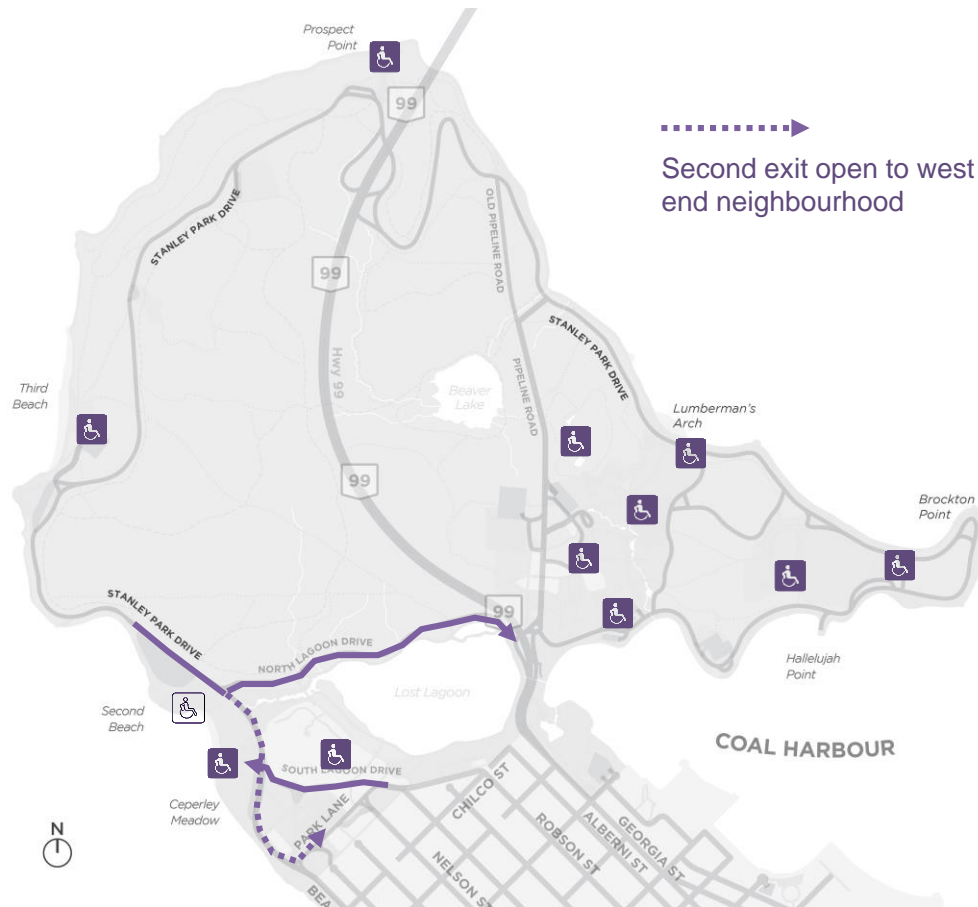 Prospect
Point
99
Second exit open to west
end neighbourhood
STANLEY PARK DRIVE
OLD PIPELINE ROAD
99
STANLEY PARK DRIVE
Hwy 99
PIPELINE ROAD
Third
Beach
Beaver
Lake
Lumberman's
Arch
99
Brockton
Point
STANLEY PARK DRIVE
99
NORTH LAGOON DRIVE
Hallelujah
Point
Lost Lagoon
Second
Beach
COAL HARBOUR
SOUTH LAGOON DRIVE
CHILCO ST
Ceperley
Meadow
PARK LANE
GEORGIA ST
ALBERNI ST
ROBSON ST
NELSON ST
N
BEA